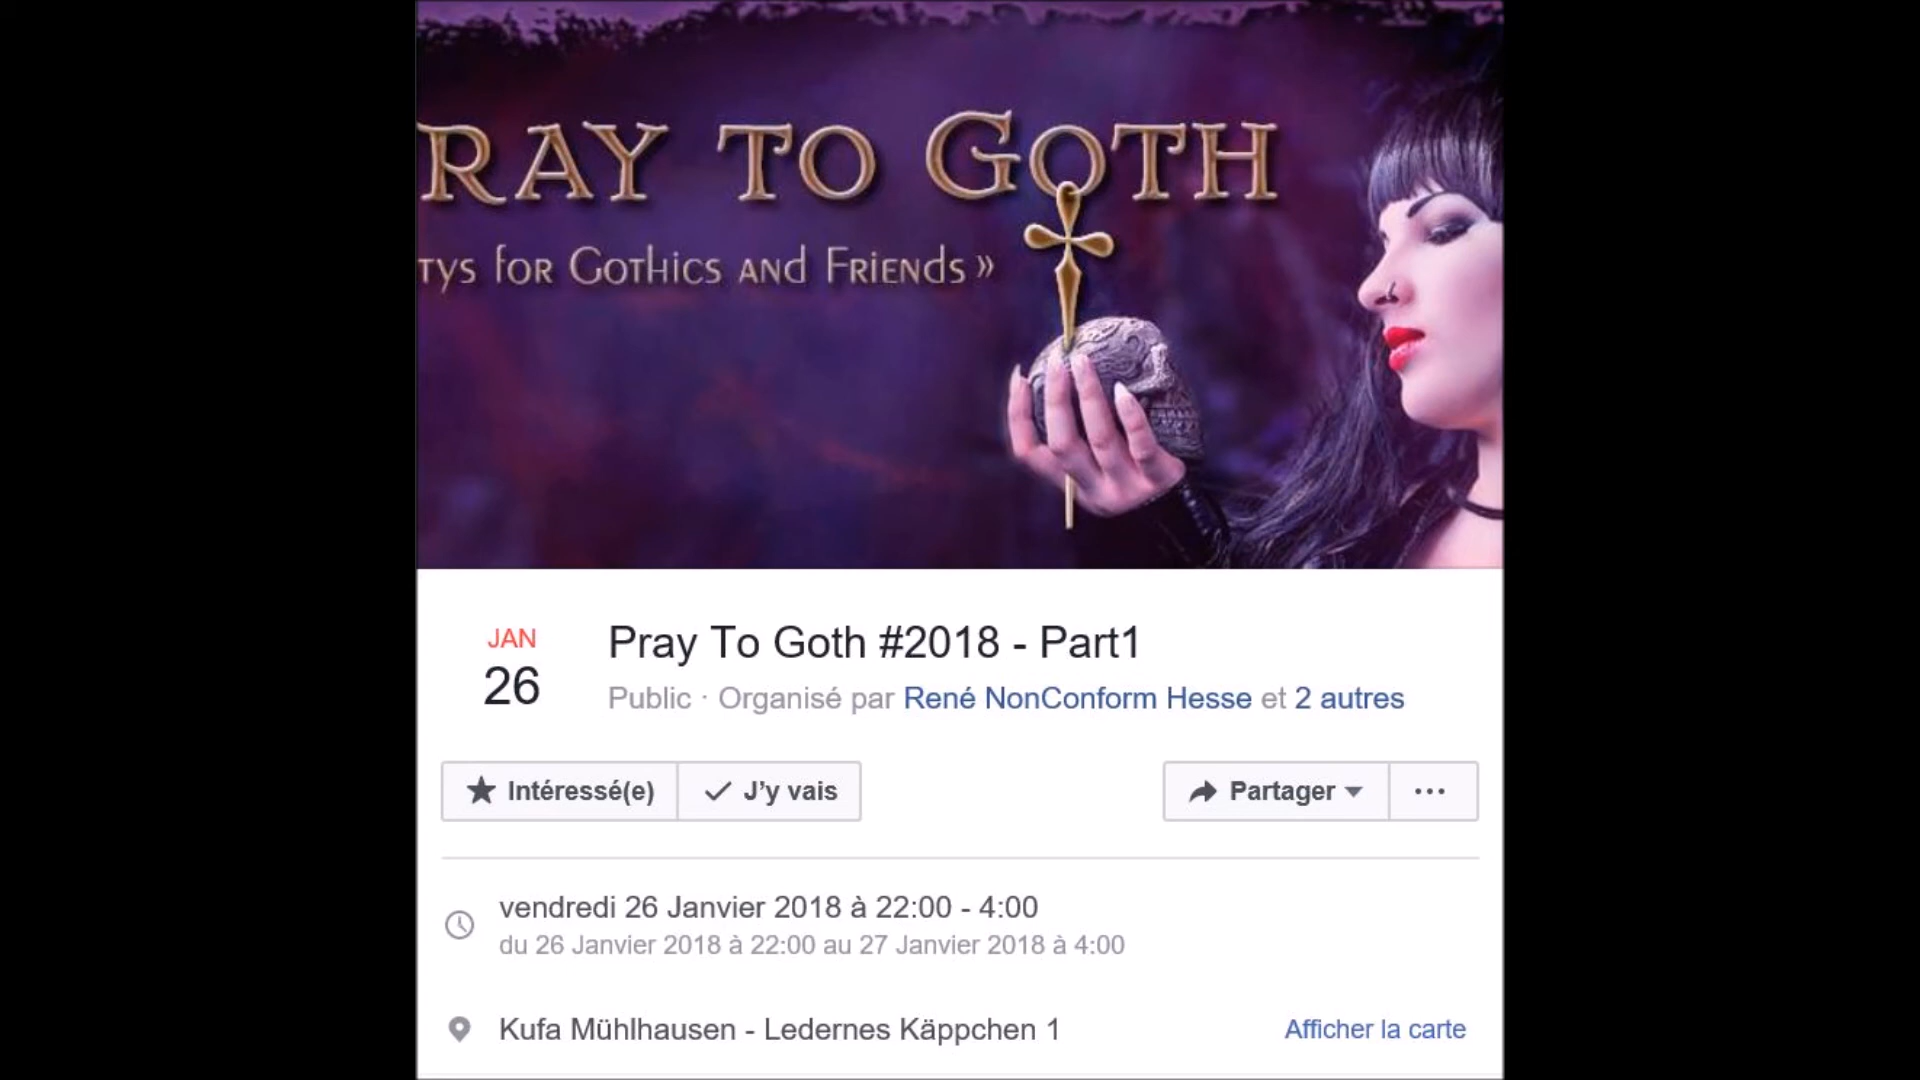 RAY TO GOTH
TYS FOR GOTHICS AND FRIENDS »
JAN
26
Pray To Goth #2018 - Part1
Public · Organisé par René NonConform Hesse et 2 autres
Intéressé(e)
J'y vais
Partager
...
vendredi 26 Janvier 2018 à 22:00 - 4:00
du 26 Janvier 2018 à 22:00 au 27 Janvier 2018 à 4:00
Kufa Mühlhausen - Ledernes Käppchen 1
Afficher la carte